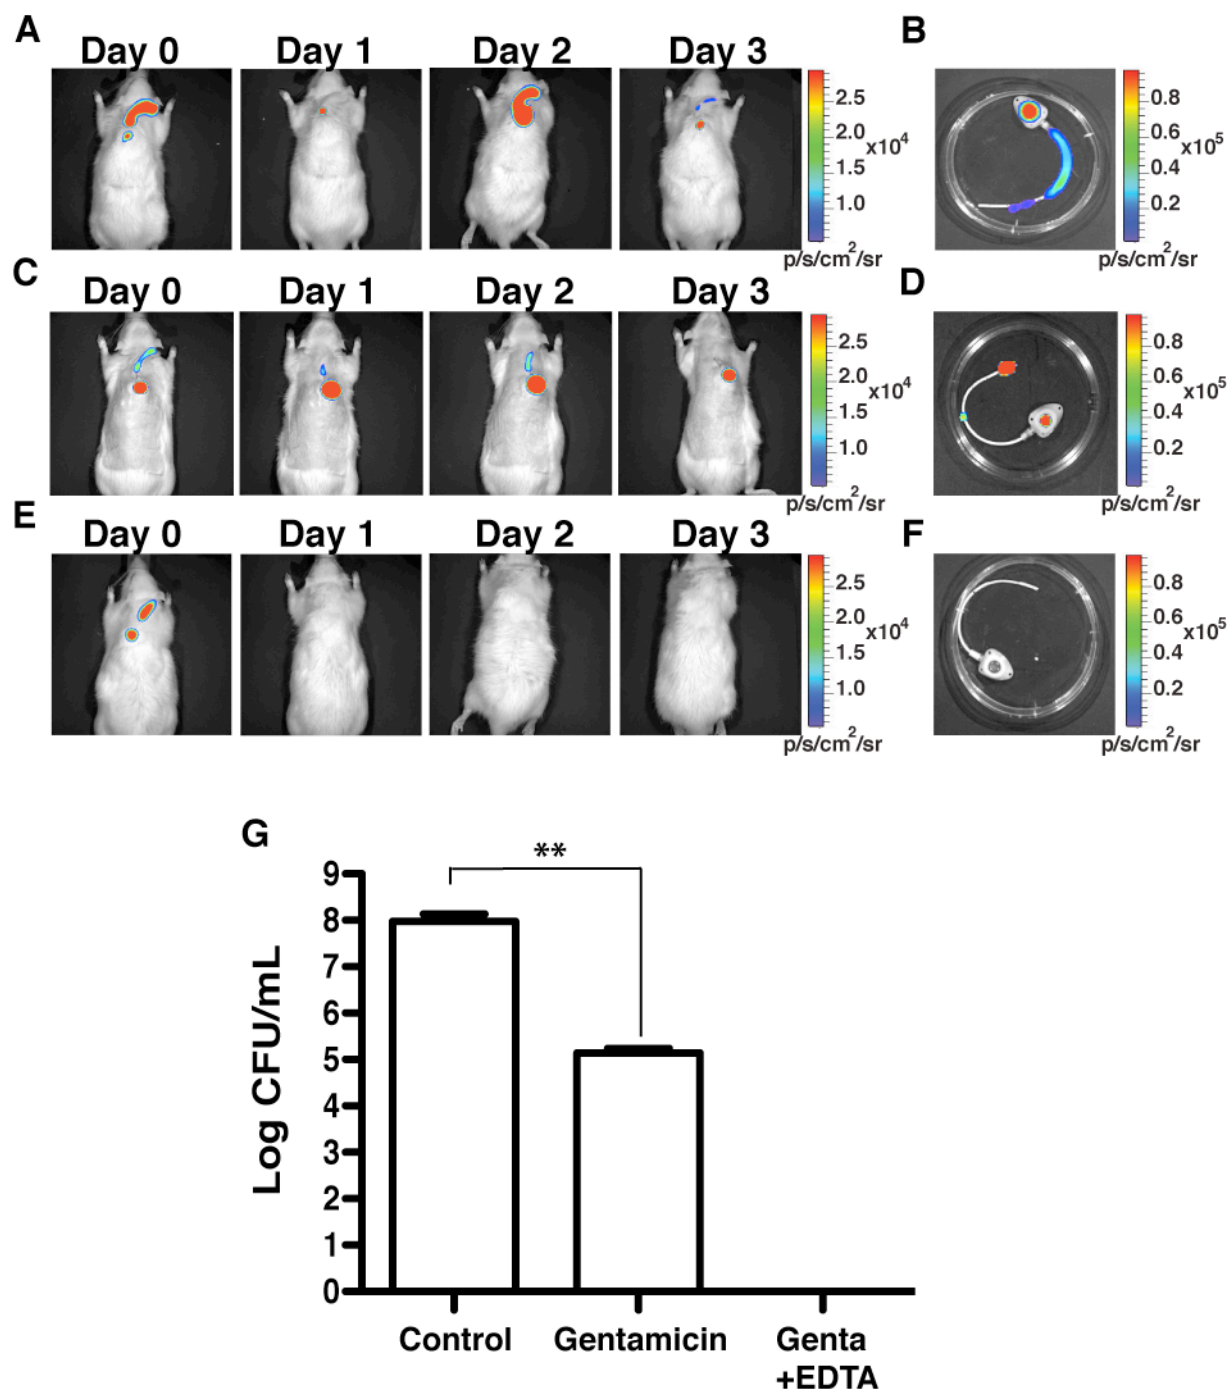 A
Day 0 Day 1 Day 2 Day 3
2.5
2.0
1.5
1.0
x10⁴
p/s/cm²/sr
B
0.8
0.6
0.4
0.2
x10⁵
p/s/cm²/sr
C
Day 0 Day 1 Day 2 Day 3
2.5
2.0
1.5
1.0
x10⁴
p/s/cm²/sr
D
0.8
0.6
0.4
0.2
x10⁵
p/s/cm²/sr
E
Day 0 Day 1 Day 2 Day 3
2.5
2.0
1.5
1.0
x10⁴
p/s/cm²/sr
F
0.8
0.6
0.4
0.2
x10⁵
p/s/cm²/sr
G
**
Log CFU/mL
9
8
7
6
5
4
3
2
1
0
Control Gentamicin Genta
+EDTA